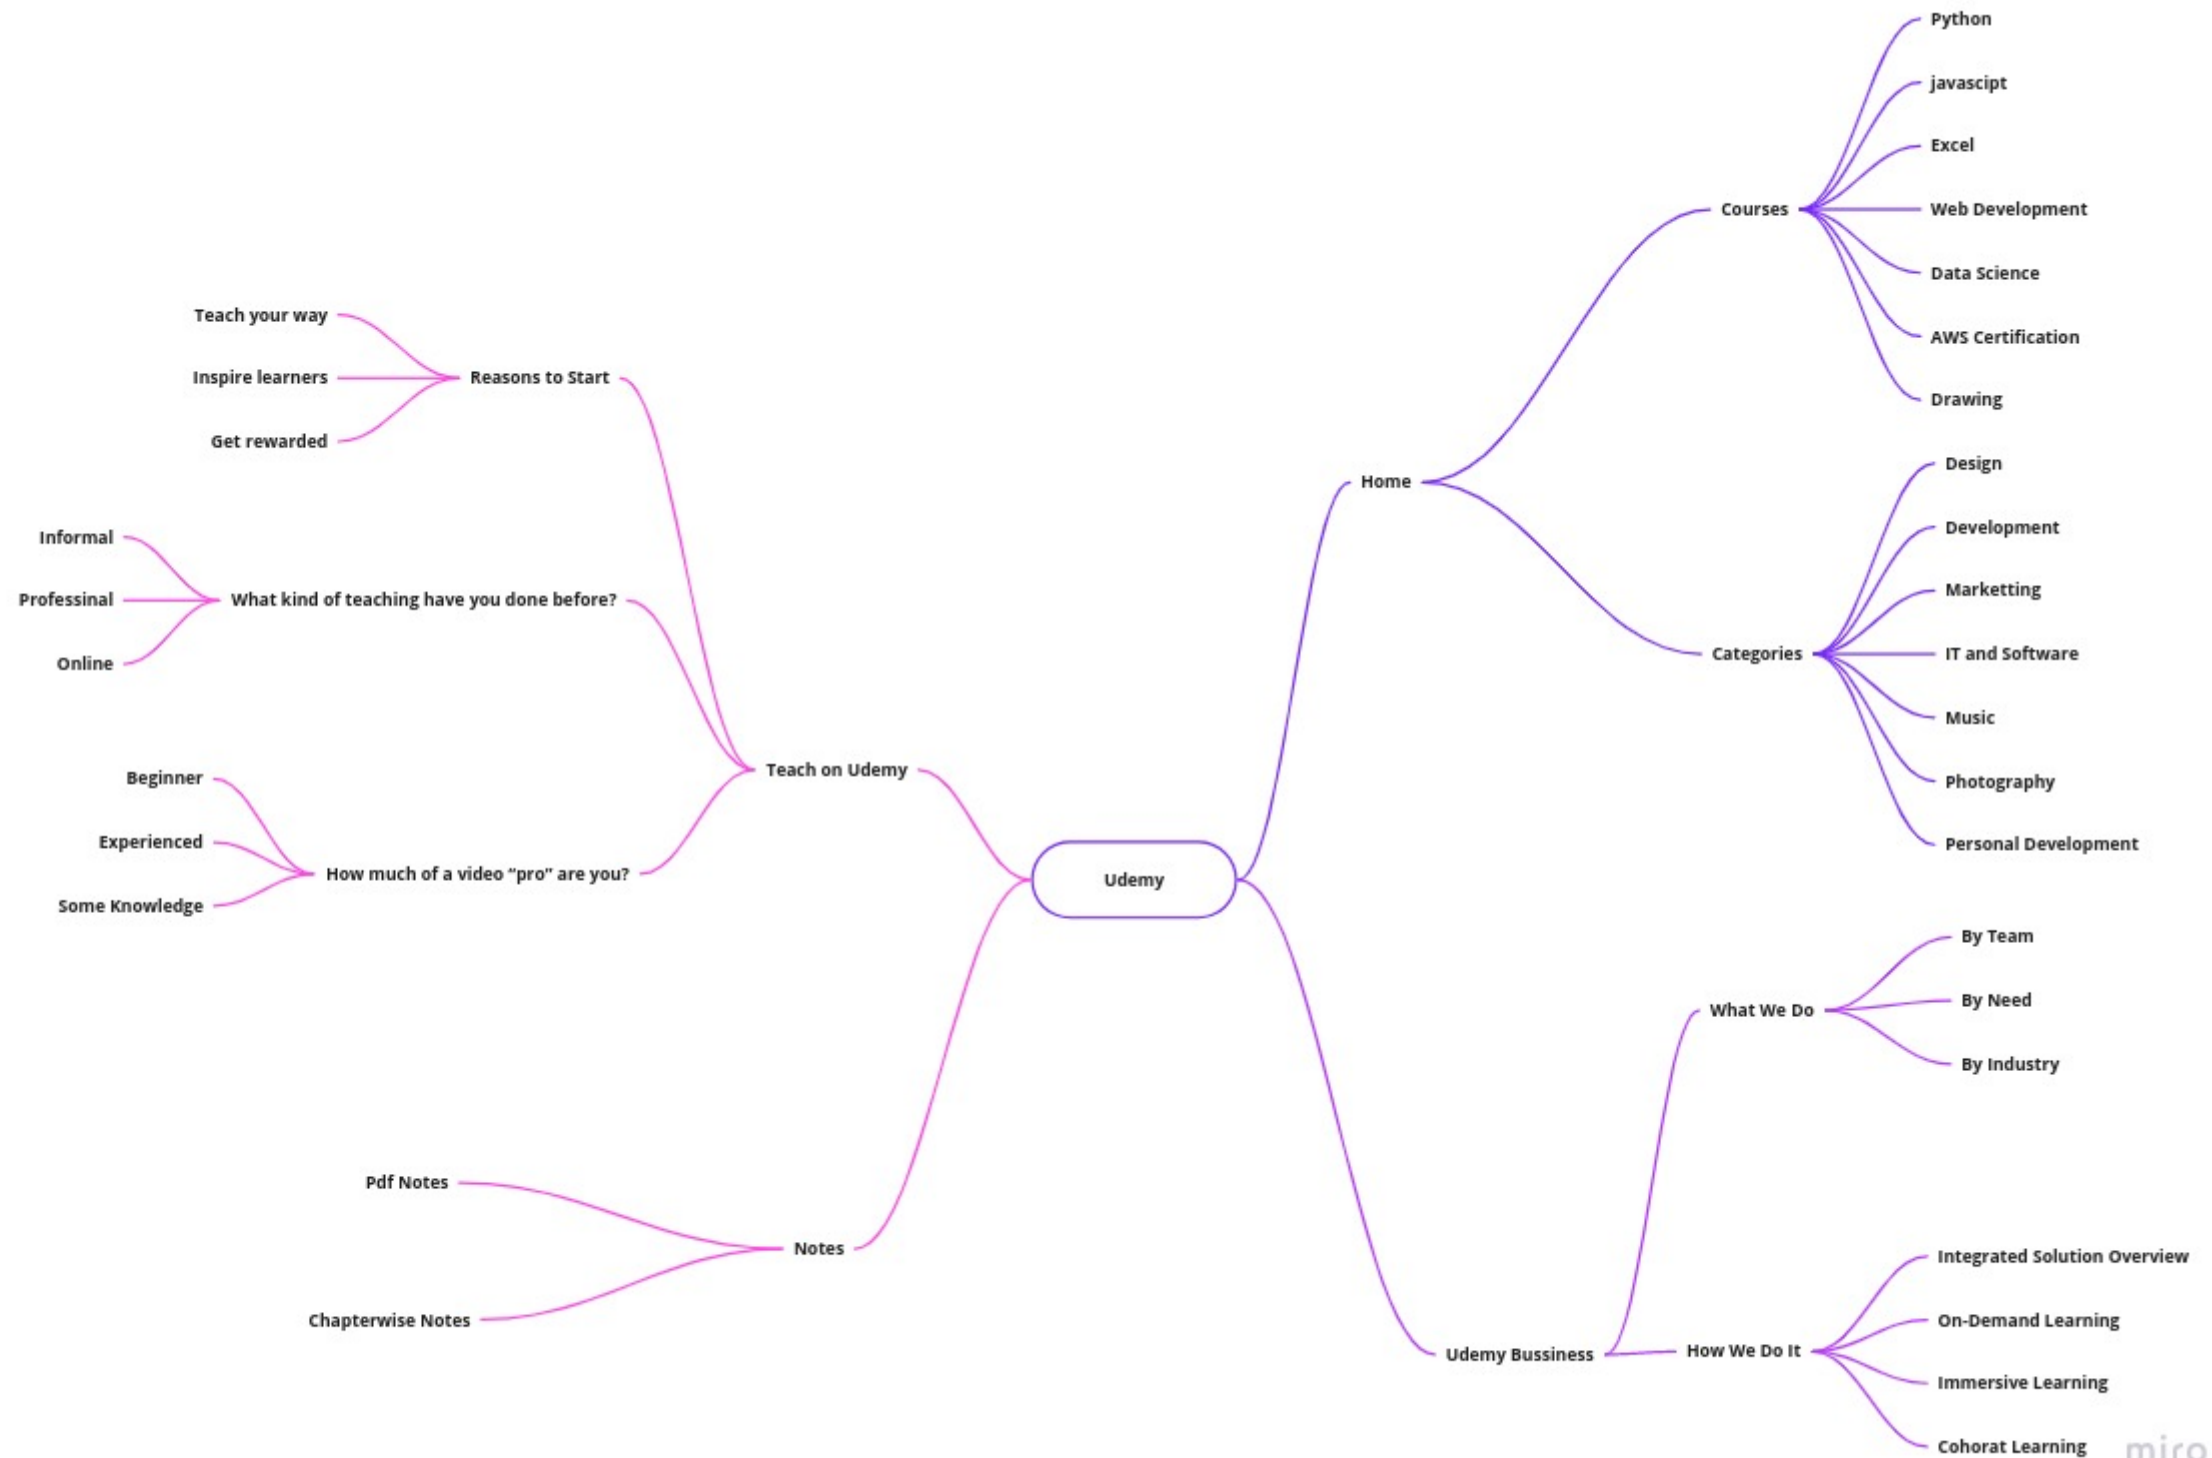 Udemy
Home
Courses
Python
javascipt
Excel
Web Development
Data Science
AWS Certification
Drawing
Categories
Design
Development
Marketting
IT and Software
Music
Photography
Personal Development
Udemy Bussiness
What We Do
By Team
By Need
By Industry
How We Do It
Integrated Solution Overview
On-Demand Learning
Immersive Learning
Cohorat Learning
Teach on Udemy
Reasons to Start
Teach your way
Inspire learners
Get rewarded
What kind of teaching have you done before?
Informal
Professinal
Online
How much of a video “pro” are you?
Beginner
Experienced
Some Knowledge
Notes
Pdf Notes
Chapterwise Notes
miro